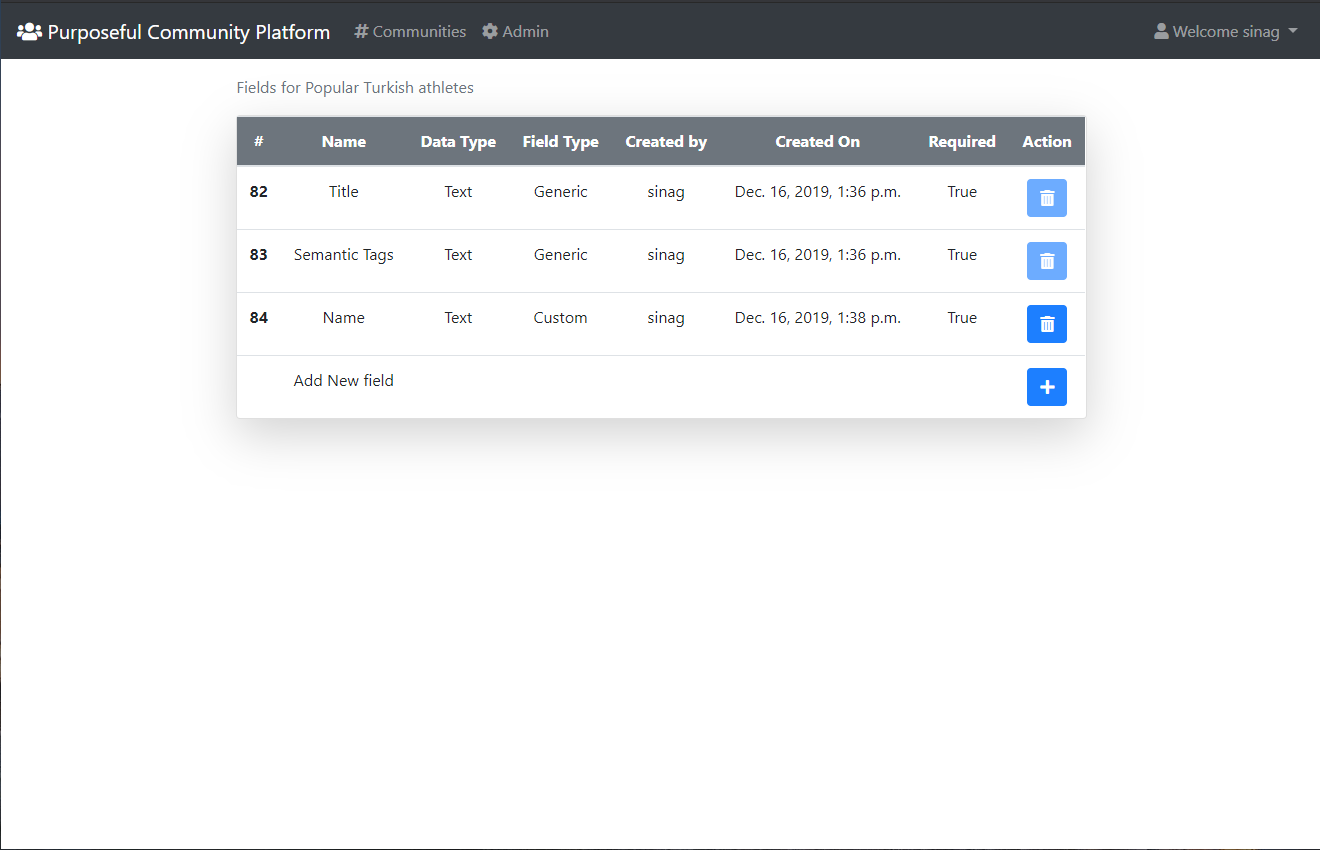 Purposeful Community Platform Communities Admin Welcome sinag
Fields for Popular Turkish athletes
# Name Data Type Field Type Created by Created On Required Action
82 Title Text Generic sinag Dec. 16, 2019, 1:36 p.m. True
83 Semantic Tags Text Generic sinag Dec. 16, 2019, 1:36 p.m. True
84 Name Text Custom sinag Dec. 16, 2019, 1:38 p.m. True
Add New field